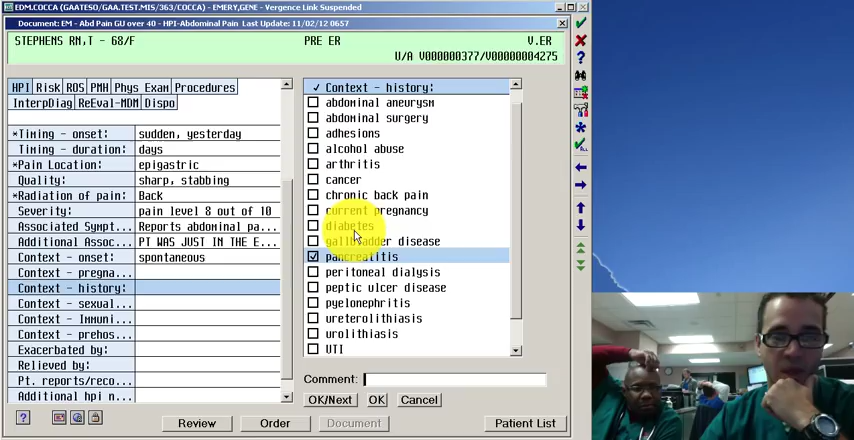 EDM.COCCA (GAATESO/GAA.TEST.MIS/363/COCCA) - EMERY,GENE - Vergence Link Suspended
Document: EM - Abd Pain GU over 40 - HPI-Abdominal Pain Last Update: 11/02/12 0657
STEPHENS RN,T - 68/F PRE ER V.ER
U/A V000000377/V00000004275
HPI Risk ROS PMH Phys Exam Procedures
InterpDiag ReEval-MDM Dispo
*Timing - onset: sudden, yesterday
Timing - duration: days
*Pain Location: epigastric
Quality: sharp, stabbing
*Radiation of pain: Back
Severity: pain level 8 out of 10
Associated Sympt... Reports abdominal pa...
Additional Assoc... PT WAS JUST IN THE E...
Context - onset: spontaneous
Context - pregna...
Context - history:
Context - sexual...
Context - Immuni...
Context - prehos...
Exacerbated by:
Relieved by:
Pt. reports/reco...
Additional hpi n...
✓ Context - history:
abdominal aneurysm
abdominal surgery
adhesions
alcohol abuse
arthritis
cancer
chronic back pain
current pregnancy
diabetes
gallbladder disease
pancreatitis
peritoneal dialysis
peptic ulcer disease
pyelonephritis
ureterolithiasis
urolithiasis
UTI
Comment:
OK/Next OK Cancel
Review Order Document Patient List
ALL